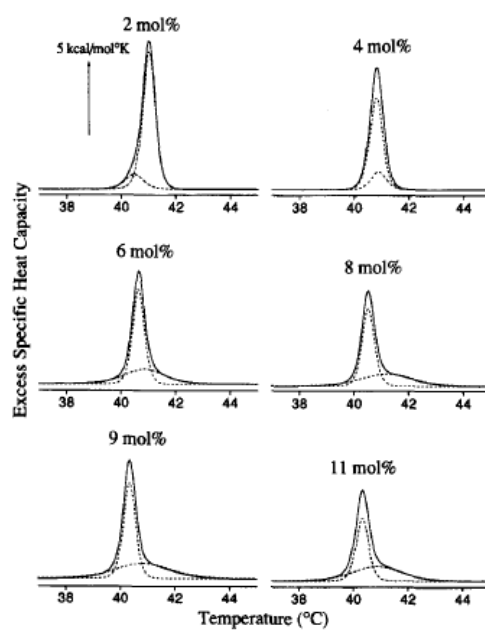 2 mol%
5 kcal/mol°K
4 mol%
38 40 42 44
38 40 42 44
6 mol%
8 mol%
Excess Specific Heat Capacity
38 40 42 44
38 40 42 44
9 mol%
11 mol%
38 40 42 44
38 40 42 44
Temperature (°C)